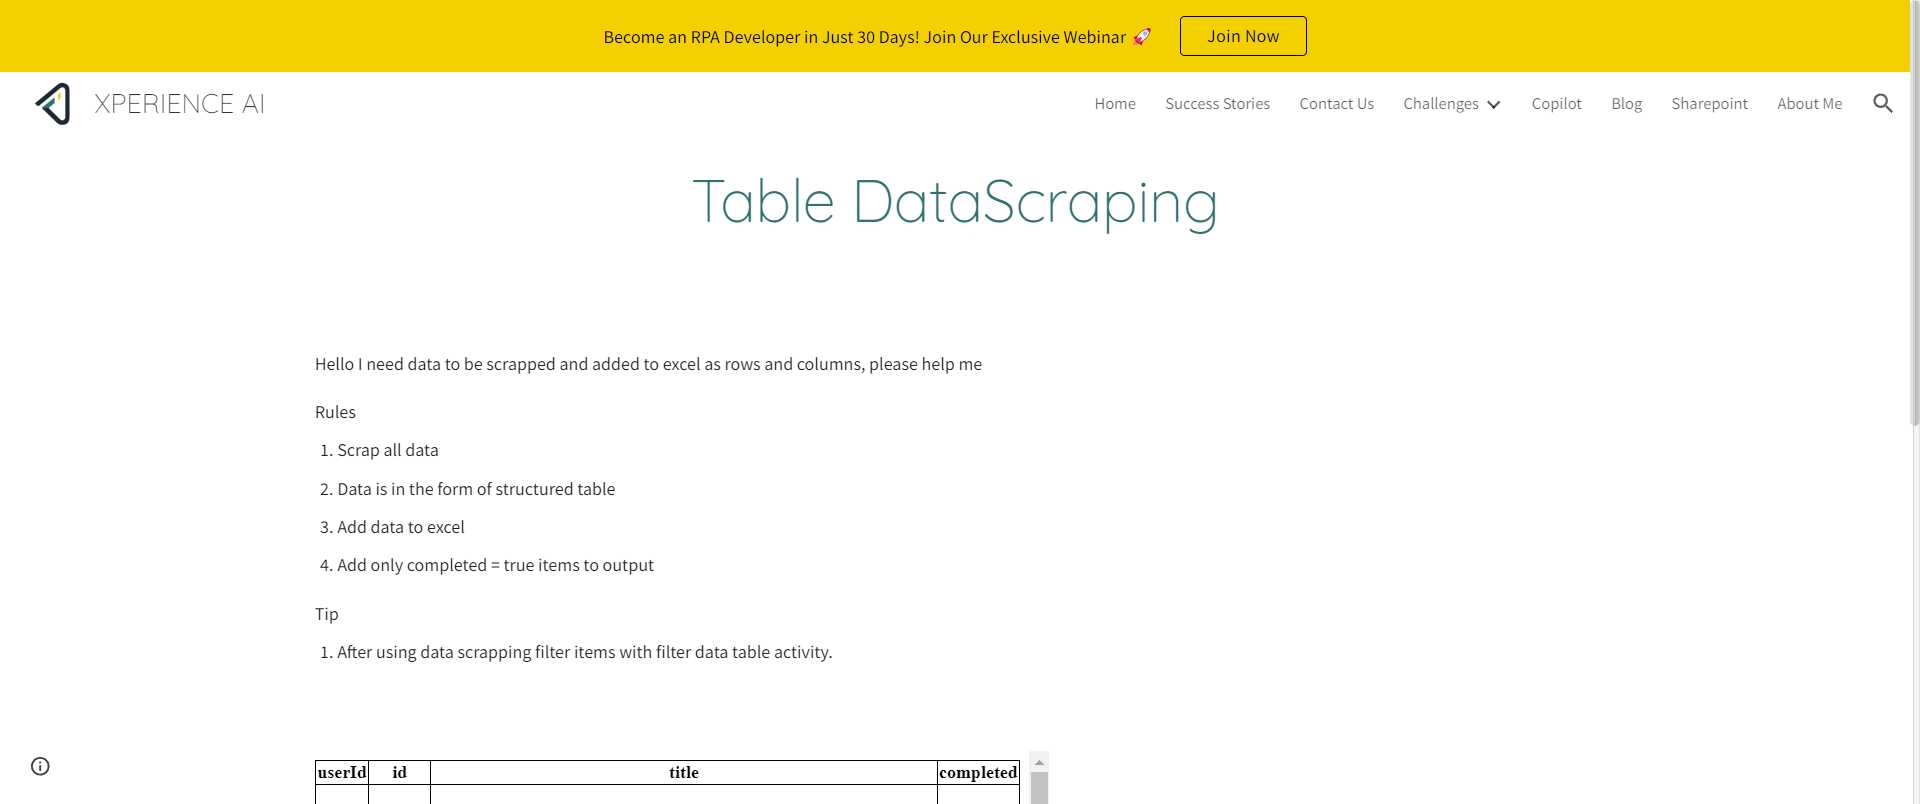 Become an RPA Developer in Just 30 Days! Join Our Exclusive Webinar 🚀 Join Now
XPERIENCE AI
Home Success Stories Contact Us Challenges Copilot Blog Sharepoint About Me
Table DataScraping
Hello I need data to be scrapped and added to excel as rows and columns, please help me
Rules
1. Scrap all data
2. Data is in the form of structured table
3. Add data to excel
4. Add only completed = true items to output
Tip
1. After using data scrapping filter items with filter data table activity.
userId id title completed